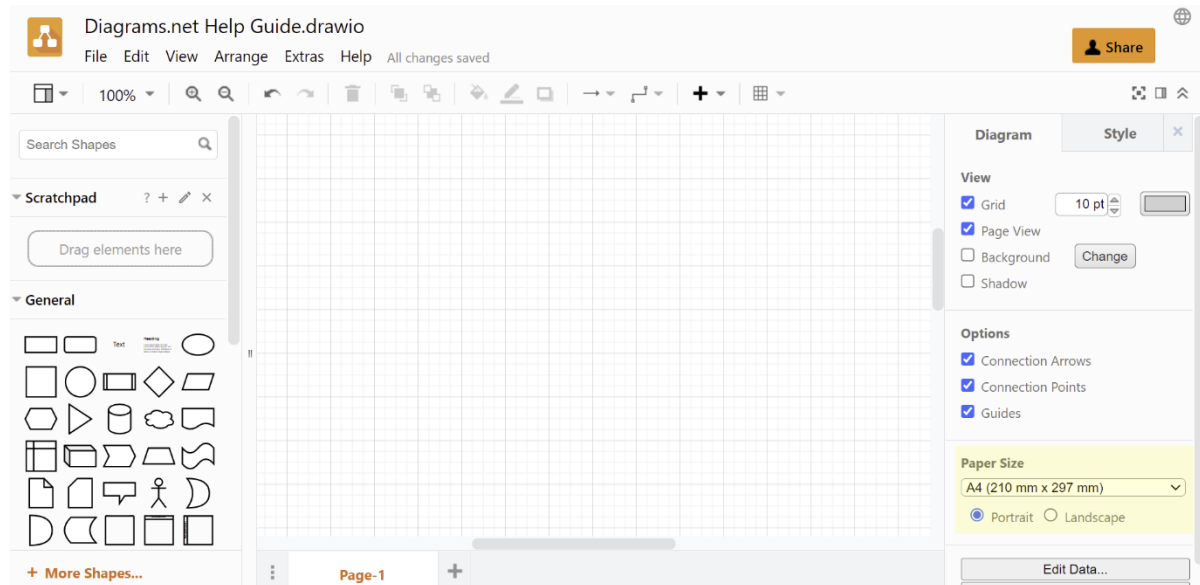 Diagrams.net Help Guide.drawio
File Edit View Arrange Extras Help All changes saved
Share
100%
Search Shapes
Scratchpad ?
Drag elements here
General
Text
Heading
+ More Shapes...
Page-1
Diagram Style
View
Grid 10 pt
Page View
Background Change
Shadow
Options
Connection Arrows
Connection Points
Guides
Paper Size
A4 (210 mm x 297 mm)
Portrait Landscape
Edit Data...